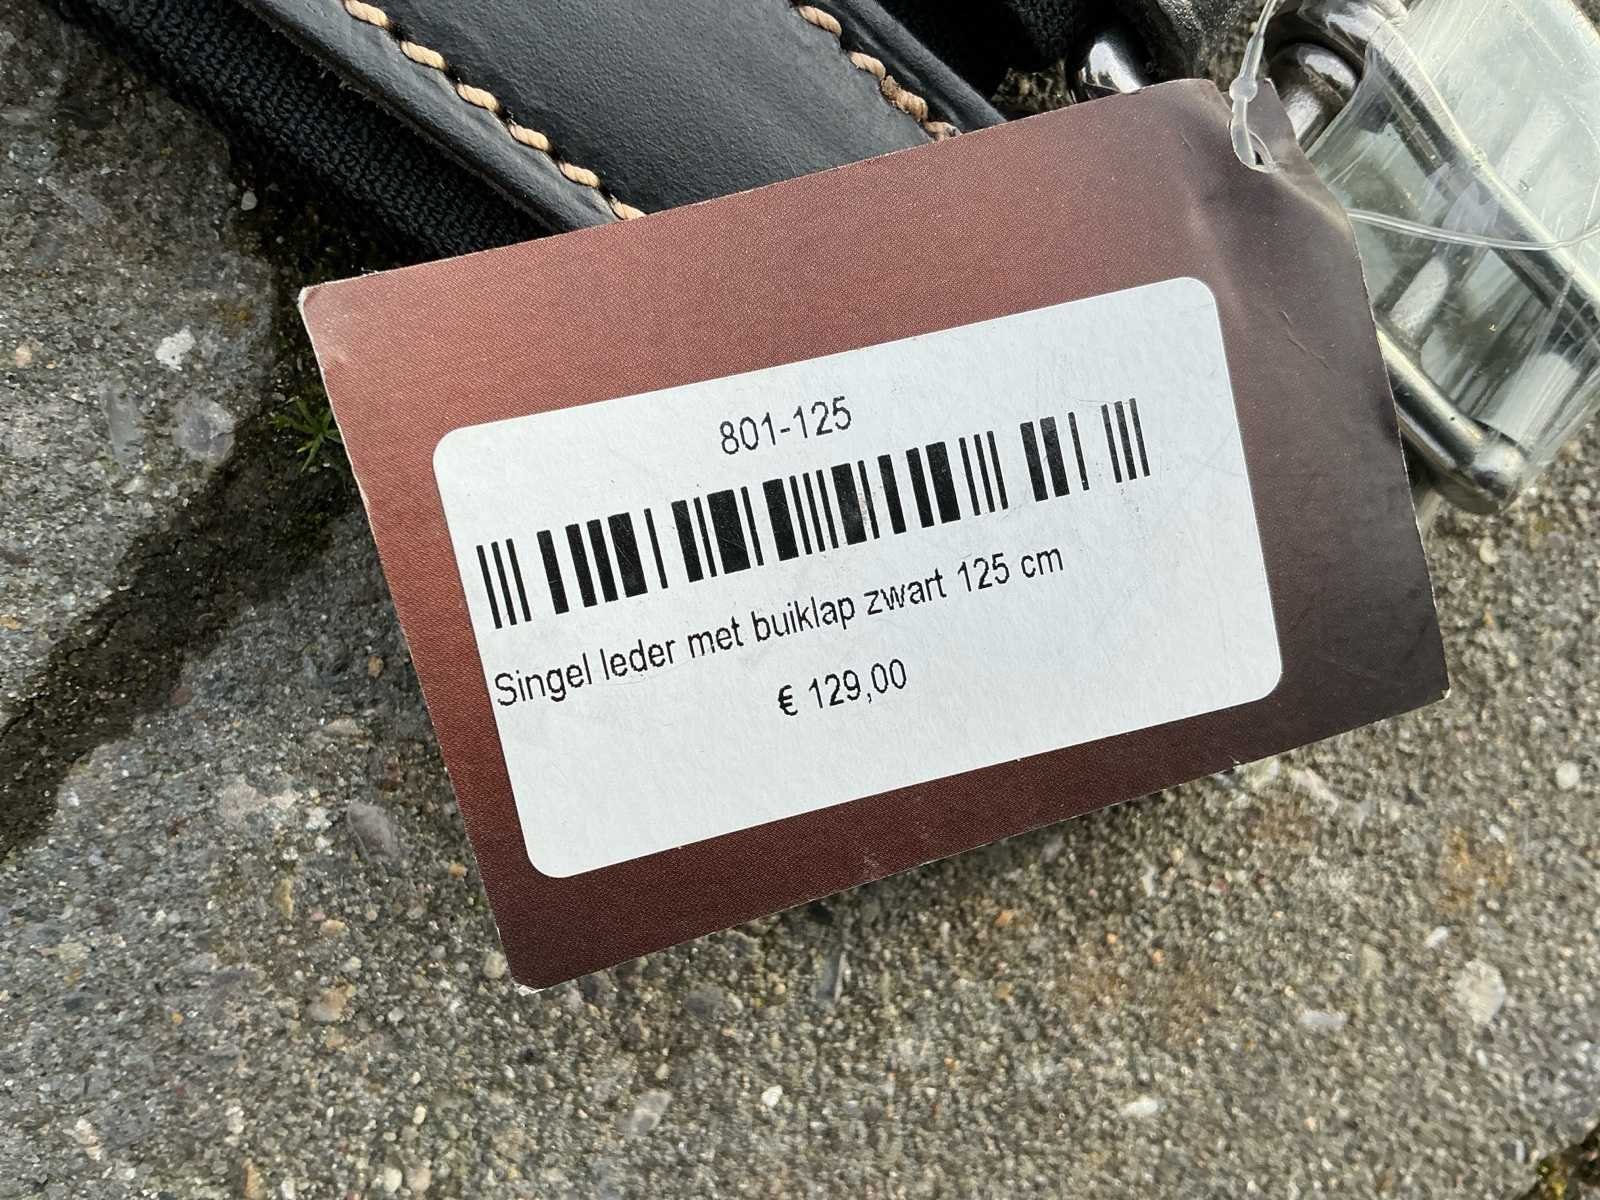 801-125
Singel leder met buiklap zwart 125 cm
€ 129,00